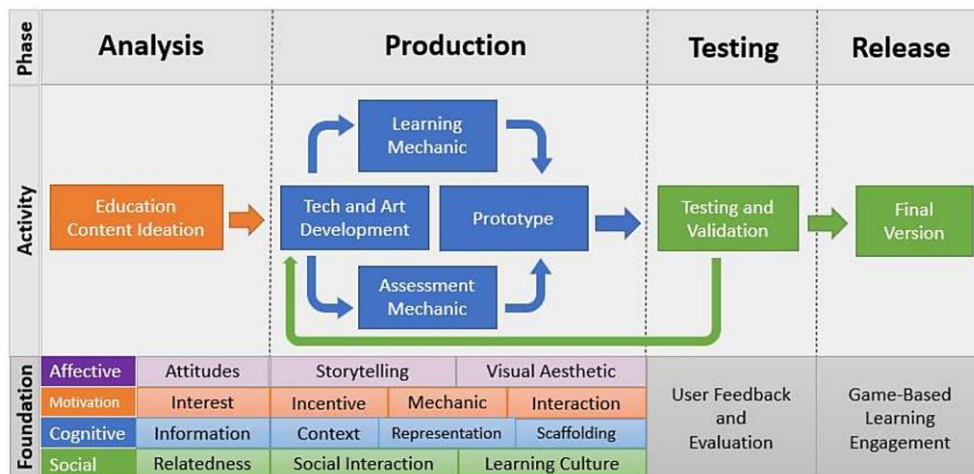 Phase
Analysis
Production
Testing
Release
Activity
Education
Content Ideation
Learning
Mechanic
Tech and Art
Development
Prototype
Assessment
Mechanic
Testing and
Validation
Final
Version
Foundation
Affective
Attitudes
Storytelling
Visual Aesthetic
Motivation
Interest
Incentive
Mechanic
Interaction
Cognitive
Information
Context
Representation
Scaffolding
Social
Relatedness
Social Interaction
Learning Culture
User Feedback
and
Evaluation
Game-Based
Learning
Engagement